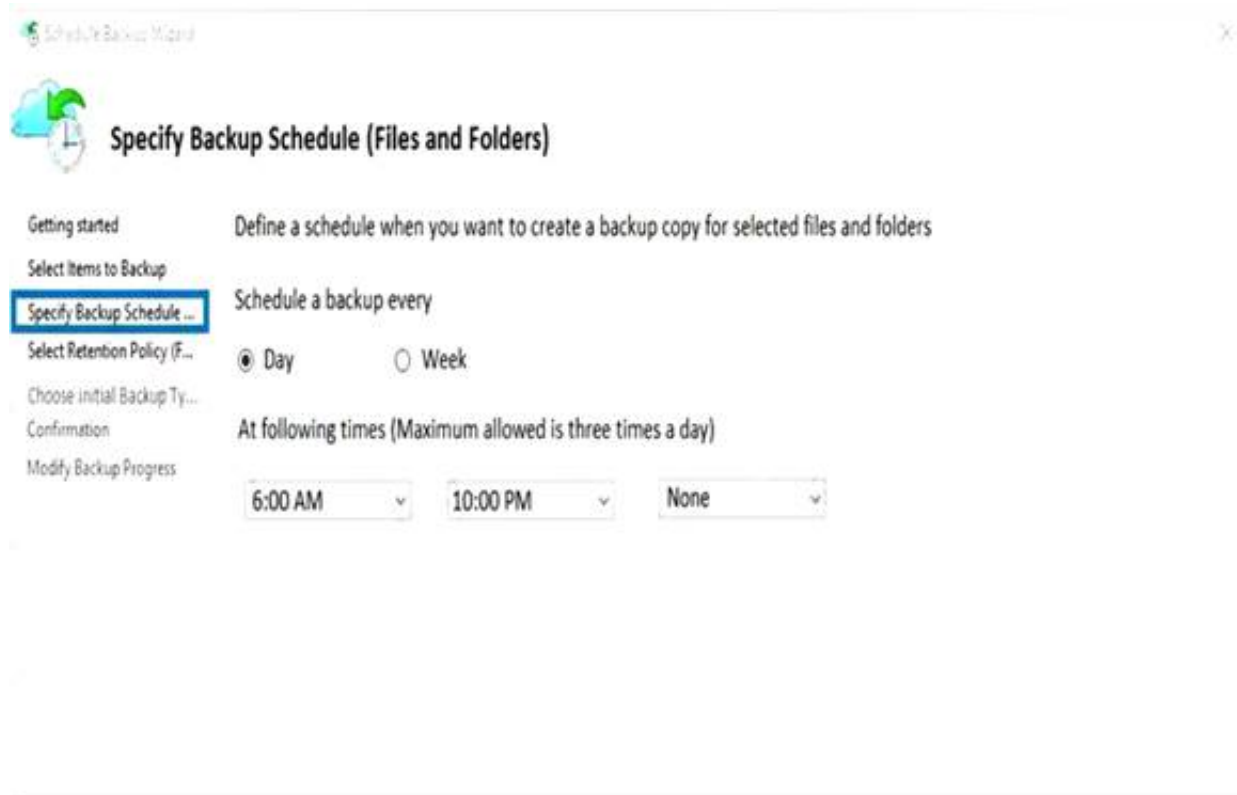 Schedule Backup Wizard
Specify Backup Schedule (Files and Folders)
Getting started
Select Items to Backup
Specify Backup Schedule ...
Select Retention Policy (F...
Choose initial Backup Ty...
Confirmation
Modify Backup Progress
Define a schedule when you want to create a backup copy for selected files and folders
Schedule a backup every
Day
Week
At following times (Maximum allowed is three times a day)
6:00 AM
10:00 PM
None